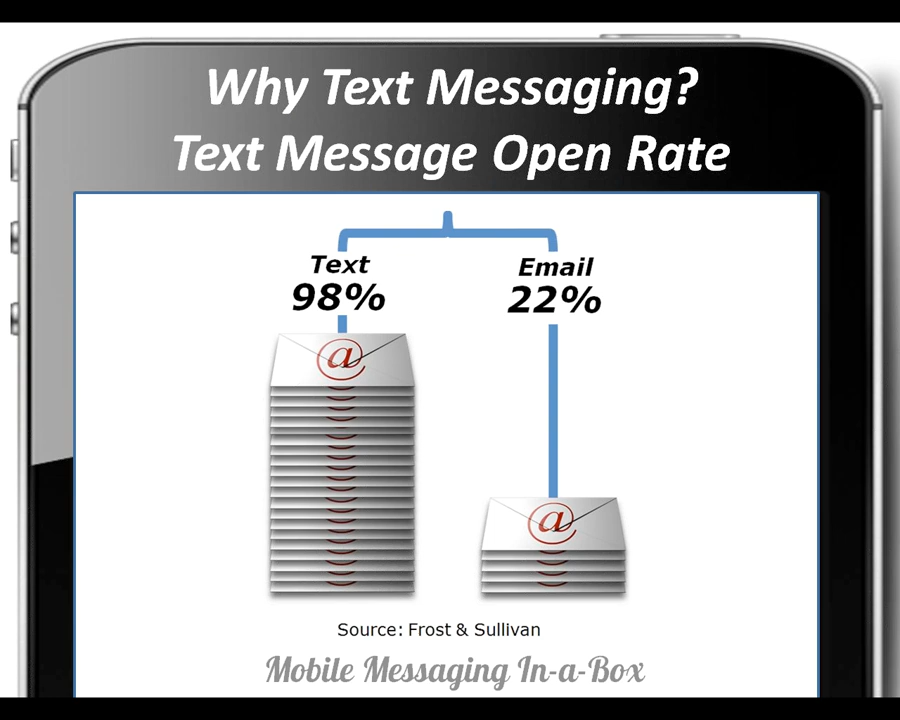 Why Text Messaging?
Text Message Open Rate
Text
98%
Email
22%
@
@
Source: Frost & Sullivan
Mobile Messaging In-a-Box